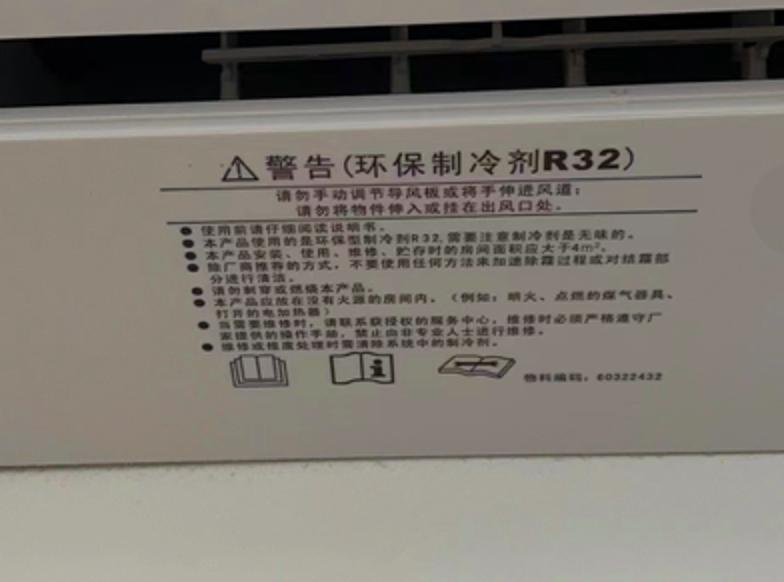 警告(环保制冷剂R32)
请勿手动调节导风板或将手伸进风道;
请勿将物件伸入或挂在出风口处。
● 使用前请仔细阅读说明书。
● 本产品使用的是环保型制冷剂R32,需要注意制冷剂是无味的。
● 本产品安装、使用、维修、贮存时的房间面积应大于4m²。
● 除厂商推荐的方式,不要使用任何方法来加速除霜过程或对结霜部
分进行清洁。
● 请勿刺穿或燃烧本产品。
● 本产品应放在没有火源的房间内。(例如:明火、点燃的煤气器具、
打开的电加热器)
● 当需要维修时,请联系获授权的服务中心,维修时必须严格遵守厂
家提供的操作手册,禁止由非专业人士进行维修。
● 维修或报废处理时需清除系统中的制冷剂。
物料编码:60322432